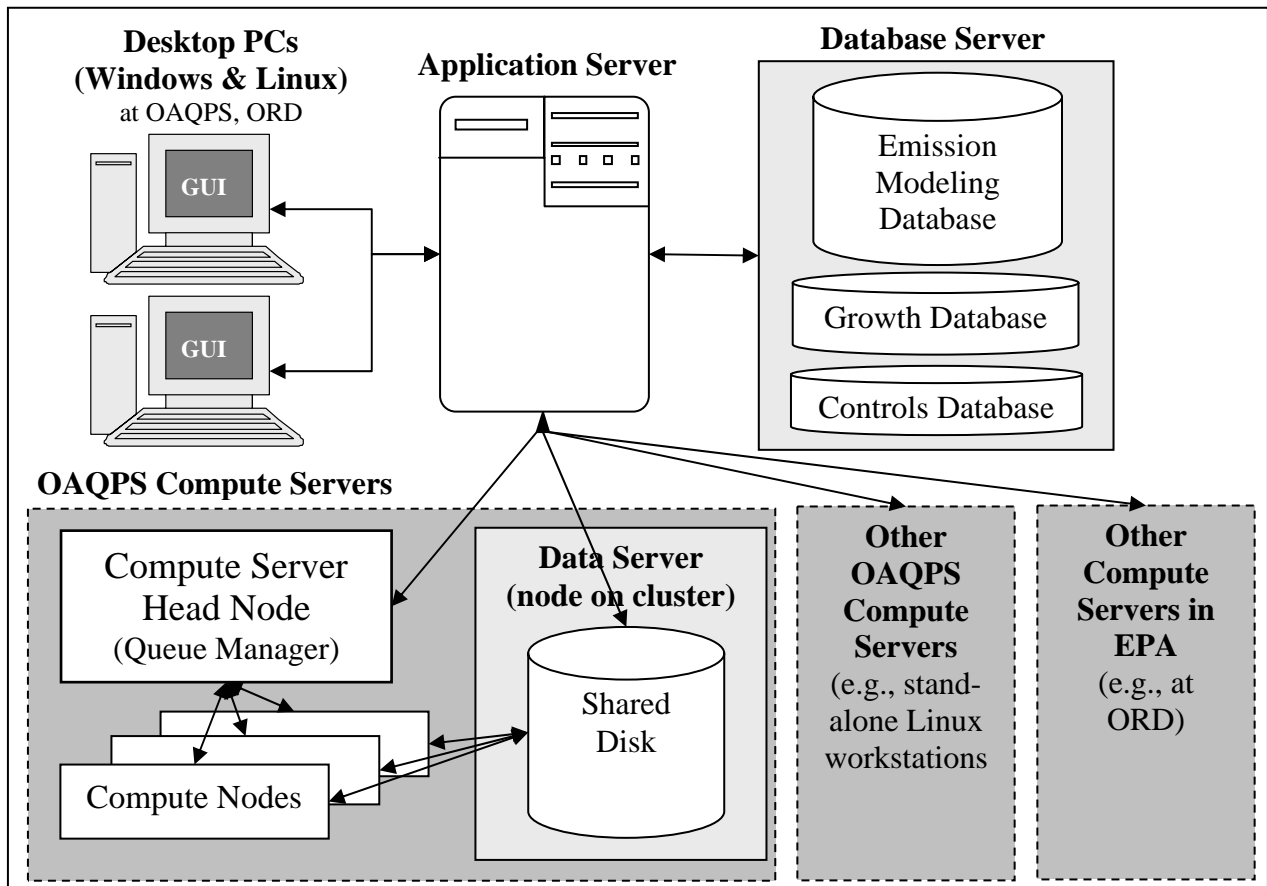 Desktop PCs
(Windows & Linux)
at OAQPS, ORD
GUI
GUI
Application Server
Database Server
Emission
Modeling
Database
Growth Database
Controls Database
OAQPS Compute Servers
Compute Server
Head Node
(Queue Manager)
Compute Nodes
Data Server
(node on cluster)
Shared
Disk
Other
OAQPS
Compute
Servers
(e.g., stand-
alone Linux
workstations
Other
Compute
Servers in
EPA
(e.g., at
ORD)